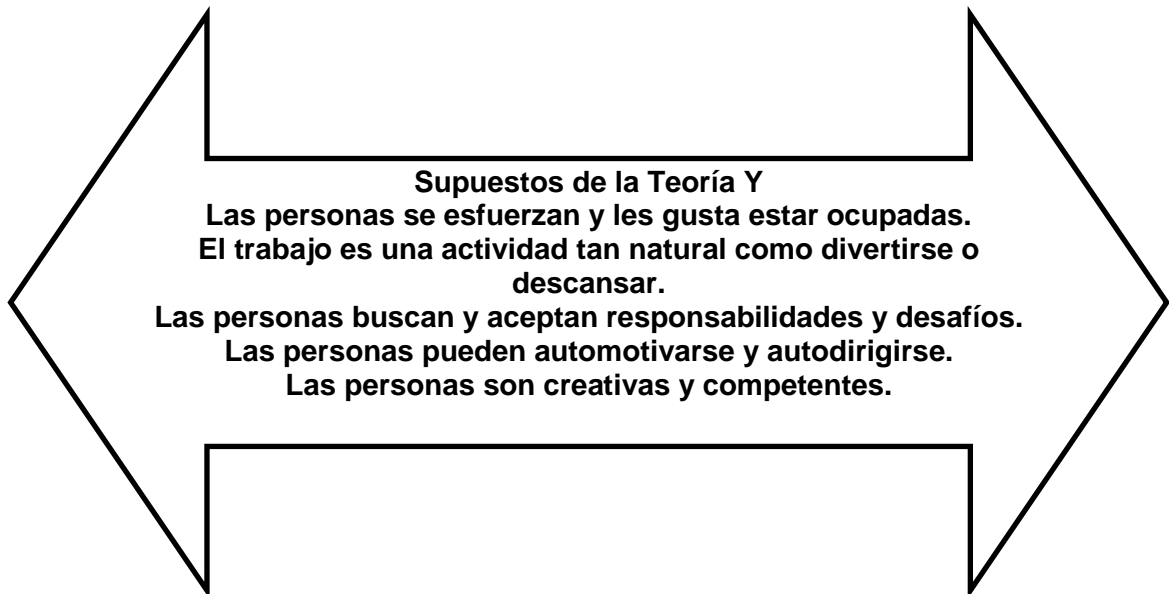 Supuestos de la Teoría Y
Las personas se esfuerzan y les gusta estar ocupadas.
El trabajo es una actividad tan natural como divertirse o
descansar.
Las personas buscan y aceptan responsabilidades y desafíos.
Las personas pueden automotivarse y autodirigirse.
Las personas son creativas y competentes.